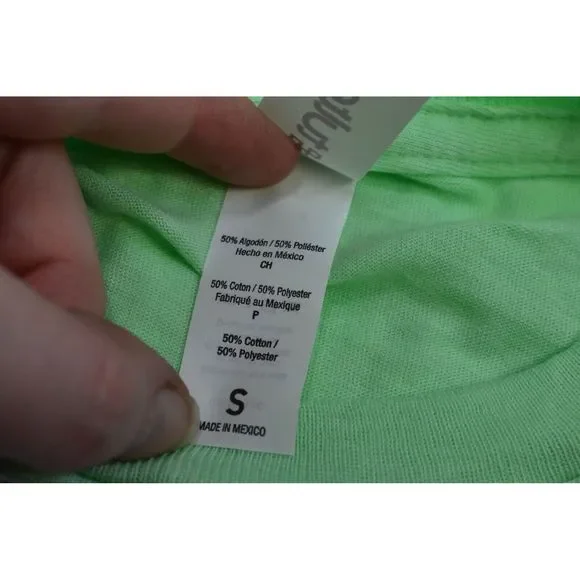 50% Algodón / 50% Poliéster
Hecho en México
CH
50% Coton / 50% Polyester
Fabriqué au Mexique
P
50% Cotton /
50% Polyester
S
MADE IN MEXICO